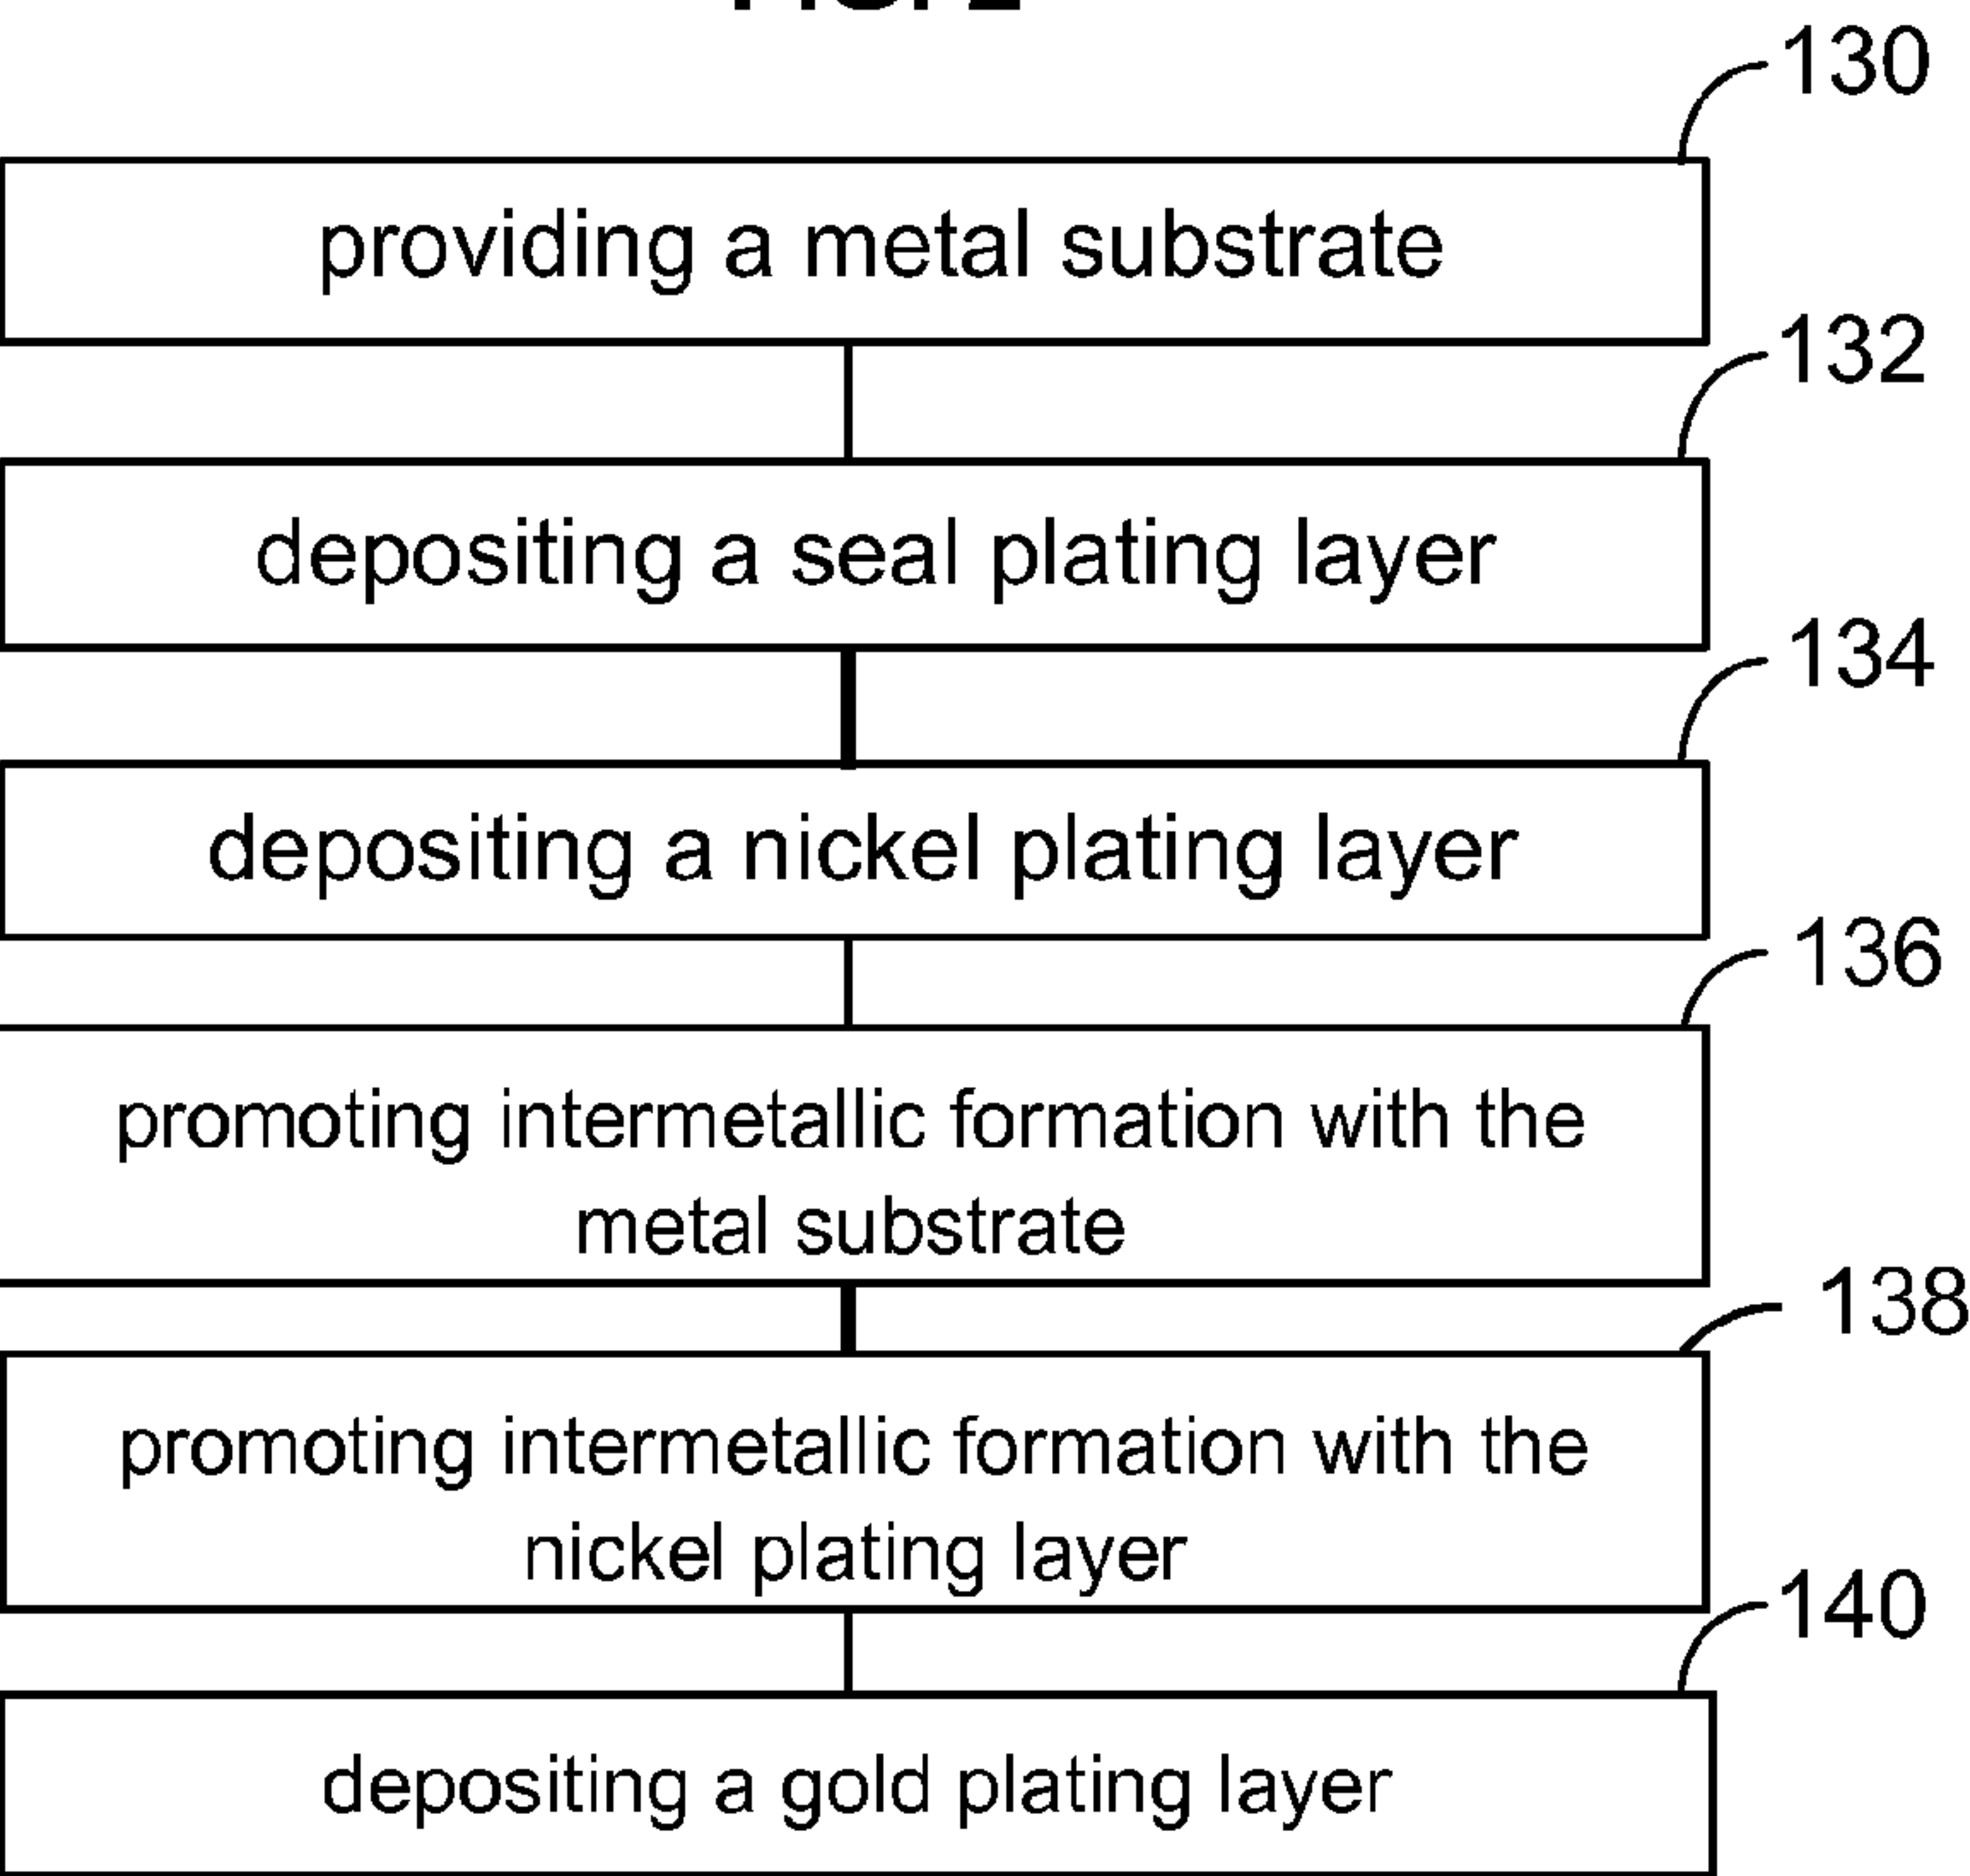 130
providing a metal substrate
132
depositing a seal plating layer
134
depositing a nickel plating layer
136
promoting intermetallic formation with the
metal substrate
138
promoting intermetallic formation with the
nickel plating layer
140
depositing a gold plating layer